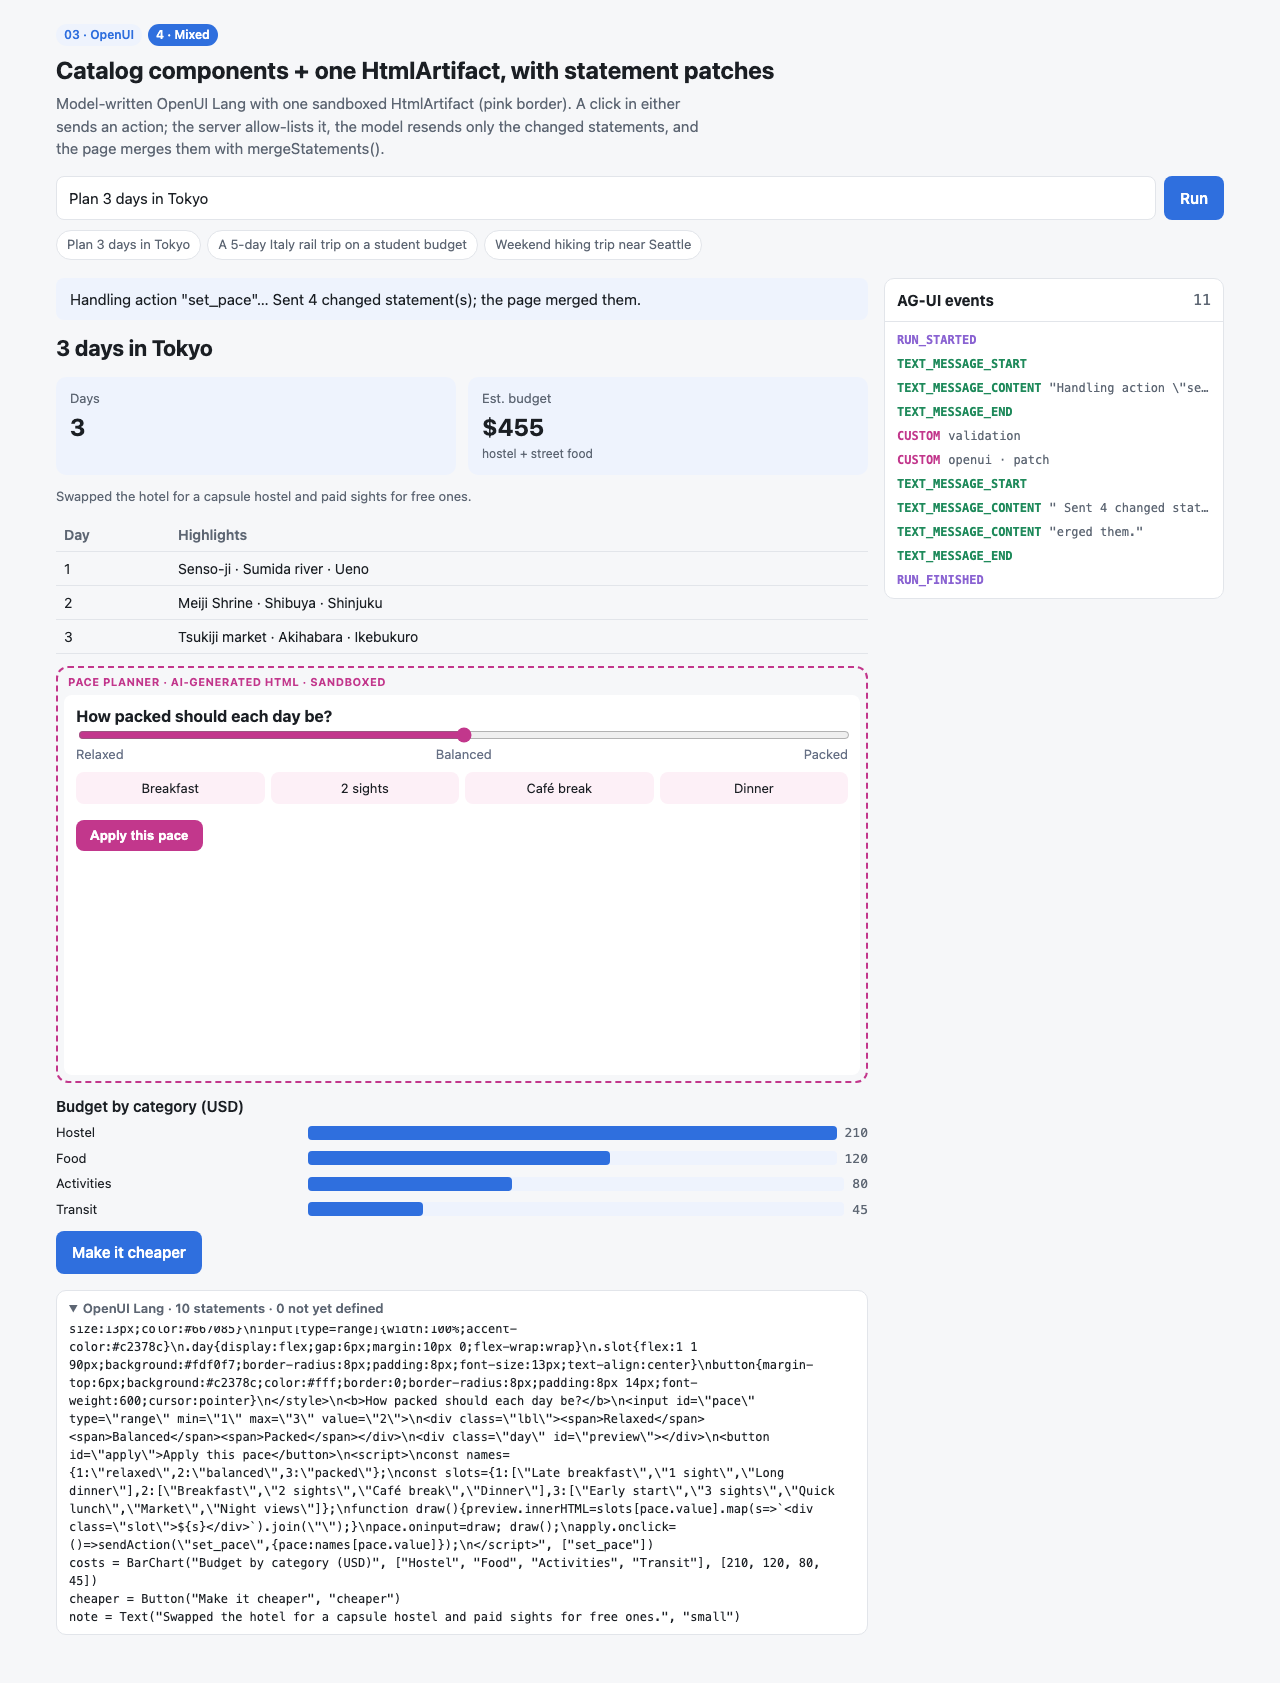 03 · OpenUI
4 · Mixed
Catalog components + one HtmlArtifact, with statement patches
Model-written OpenUI Lang with one sandboxed HtmlArtifact (pink border). A click in either
sends an action; the server allow-lists it, the model resends only the changed statements, and
the page merges them with mergeStatements().
Plan 3 days in Tokyo
Run
Plan 3 days in Tokyo
A 5-day Italy rail trip on a student budget
Weekend hiking trip near Seattle
Handling action "set_pace"... Sent 4 changed statement(s); the page merged them.
3 days in Tokyo
Days
3
Est. budget
$455
hostel + street food
Swapped the hotel for a capsule hostel and paid sights for free ones.
Day Highlights
1 Senso-ji · Sumida river · Ueno
2 Meiji Shrine · Shibuya · Shinjuku
3 Tsukiji market · Akihabara · Ikebukuro
PACE PLANNER · AI-GENERATED HTML · SANDBOXED
How packed should each day be?
Relaxed Balanced Packed
Breakfast 2 sights Café break Dinner
Apply this pace
Budget by category (USD)
Hostel 210
Food 120
Activities 80
Transit 45
Make it cheaper
▼ OpenUI Lang · 10 statements · 0 not yet defined
size:13px;color:#667085}\ninput[type=range]{width:100%;accent-
color:#c2378c}\n.day{display:flex;gap:6px;margin:10px 0;flex-wrap:wrap}\n.slot{flex:1 1
90px;background:#fdf0f7;border-radius:8px;padding:8px;font-size:13px;text-align:center}\nbutton{margin-
top:6px;background:#c2378c;color:#fff;border:0;border-radius:8px;padding:8px 14px;font-
weight:600;cursor:pointer}\n</style>\n<b>How packed should each day be?</b>\n<input id=\"pace\"
type=\"range\" min=\"1\" max=\"3\" value=\"2\">\n<div class=\"lbl\"><span>Relaxed</span>
<span>Balanced</span><span>Packed</span></div>\n<div class=\"day\" id=\"preview\"></div>\n<button
id=\"apply\">Apply this pace</button>\n<script>\nconst names=
{1:\"relaxed\",2:\"balanced\",3:\"packed\"};\nconst slots={1:[\"Late breakfast\",\"1 sight\",\"Long
dinner\"],2:[\"Breakfast\",\"2 sights\",\"Café break\",\"Dinner\"],3:[\"Early start\",\"3 sights\",\"Quick
lunch\",\"Market\",\"Night views\"]};\nfunction draw(){preview.innerHTML=slots[pace.value].map(s=>`<div
class=\"slot\">${s}</div>`).join(\"\");}\npace.oninput=draw; draw();\napply.onclick=
()=>sendAction(\"set_pace\",{pace:names[pace.value]});\n</script>", ["set_pace"])
costs = BarChart("Budget by category (USD)", ["Hostel", "Food", "Activities", "Transit"], [210, 120, 80,
45])
cheaper = Button("Make it cheaper", "cheaper")
note = Text("Swapped the hotel for a capsule hostel and paid sights for free ones.", "small")
AG-UI events 11
RUN_STARTED
TEXT_MESSAGE_START
TEXT_MESSAGE_CONTENT "Handling action \"se…
TEXT_MESSAGE_END
CUSTOM validation
CUSTOM openui · patch
TEXT_MESSAGE_START
TEXT_MESSAGE_CONTENT " Sent 4 changed stat…
TEXT_MESSAGE_CONTENT "erged them."
TEXT_MESSAGE_END
RUN_FINISHED